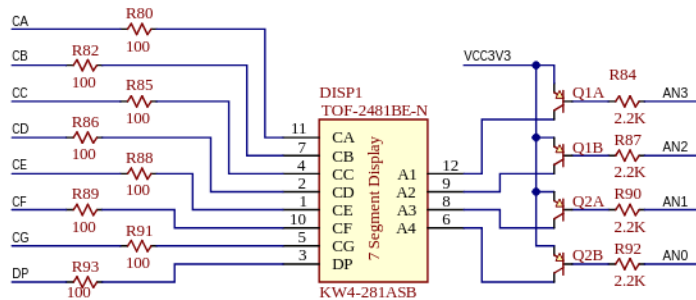 CA R80 100
CB R82 100
CC R85 100
CD R86 100
CE R88 100
CF R89 100
CG R91 100
DP R93 100
DISP1
TOF-2481BE-N
11 CA
7 CB
4 CC
2 CD
1 CE
10 CF
5 CG
3 DP
7 Segment Display
A1 12
A2 9
A3 8
A4 6
KW4-281ASB
VCC3V3
Q1A R84 2.2K AN3
Q1B R87 2.2K AN2
Q2A R90 2.2K AN1
Q2B R92 2.2K AN0